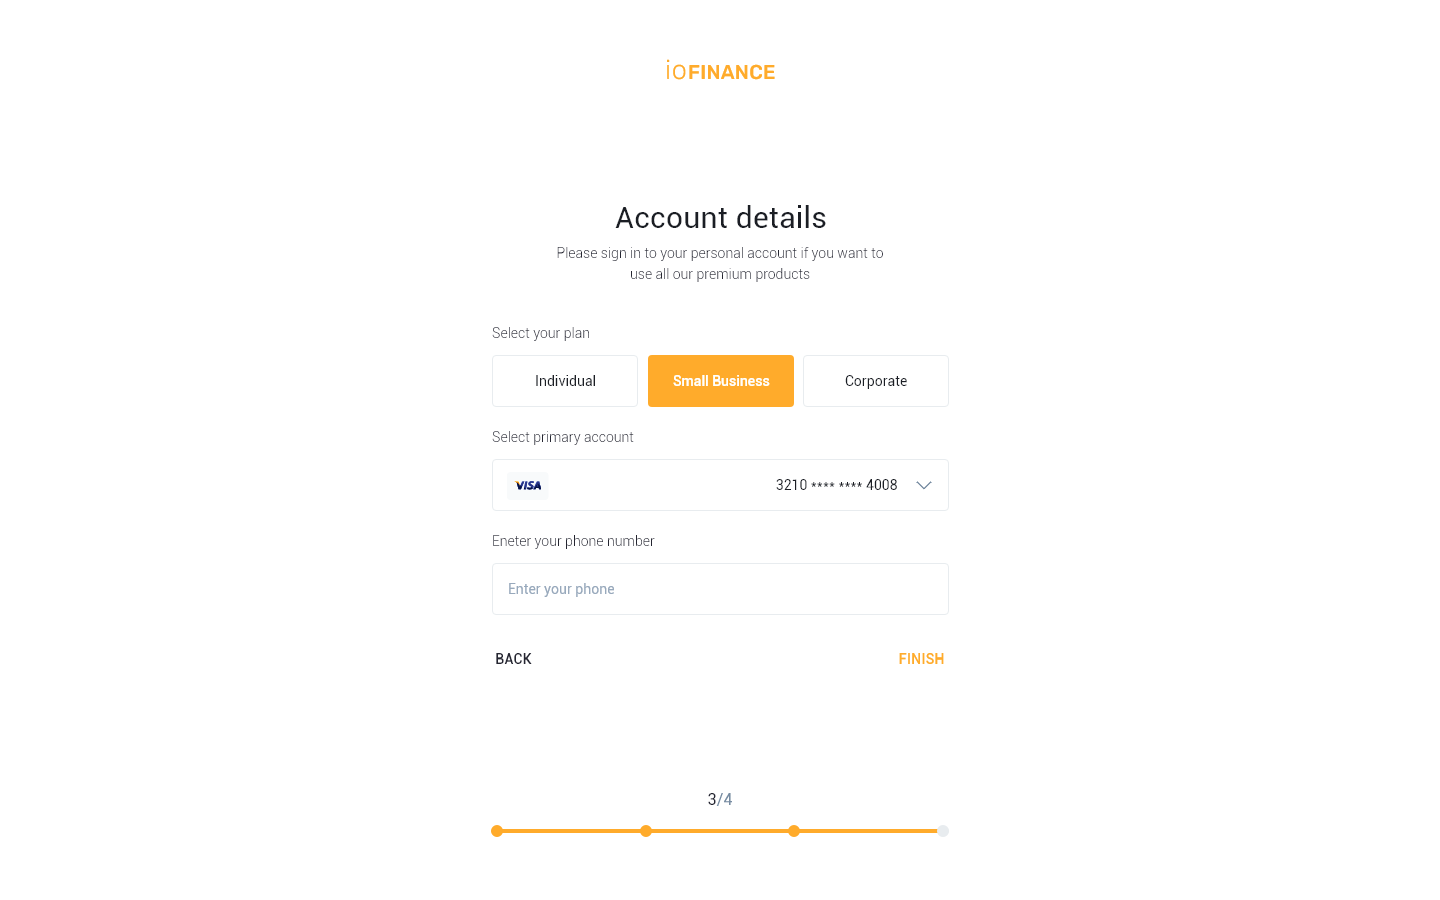 ioFINANCE
Account details
Please sign in to your personal account if you want to
use all our premium products
Select your plan
Individual
Small Business
Corporate
Select primary account
VISA
3210 **** **** 4008
Eneter your phone number
Enter your phone
BACK
FINISH
3/4